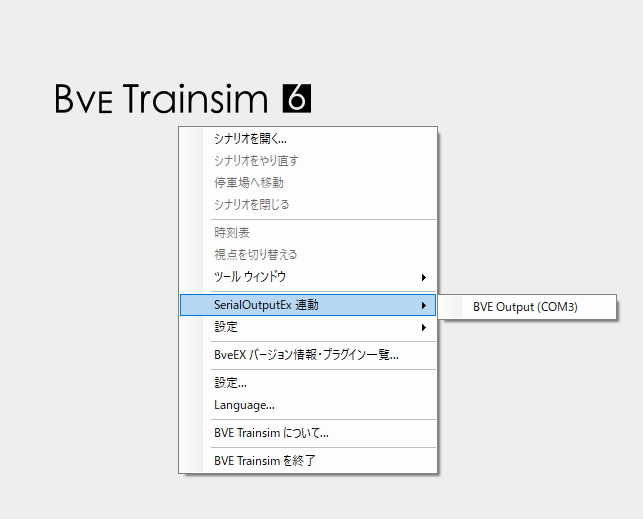 BVE Trainsim 6
シナリオを開く...
シナリオをやり直す
停車場へ移動
シナリオを閉じる
時刻表
視点を切り替える
ツール ウィンドウ
SerialOutputEx 連動
BVE Output (COM3)
設定
BveEX バージョン情報・プラグイン一覧...
設定...
Language...
BVE Trainsim について...
BVE Trainsim を終了